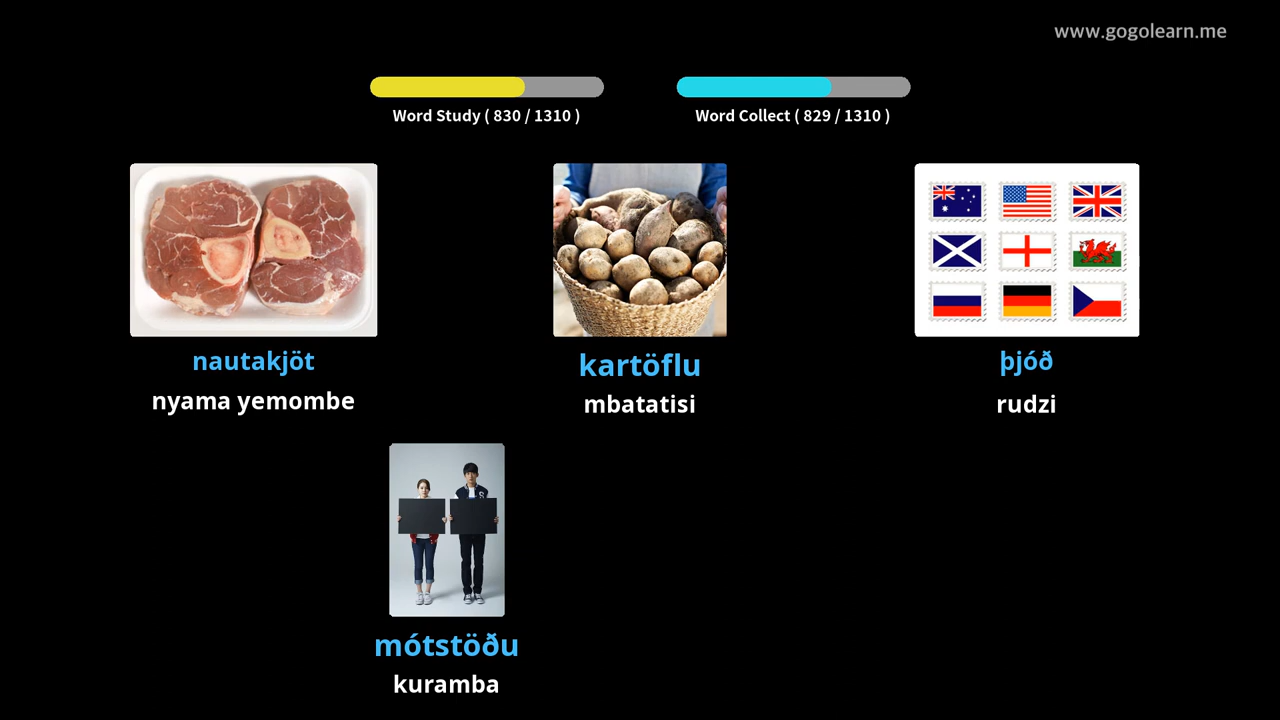 www.gogolearn.me
Word Study ( 830 / 1310 )
Word Collect ( 829 / 1310 )
nautakjöt
kartöflu
þjóð
nyama yemombe
mbatatisi
rudzi
mótstöðu
kuramba